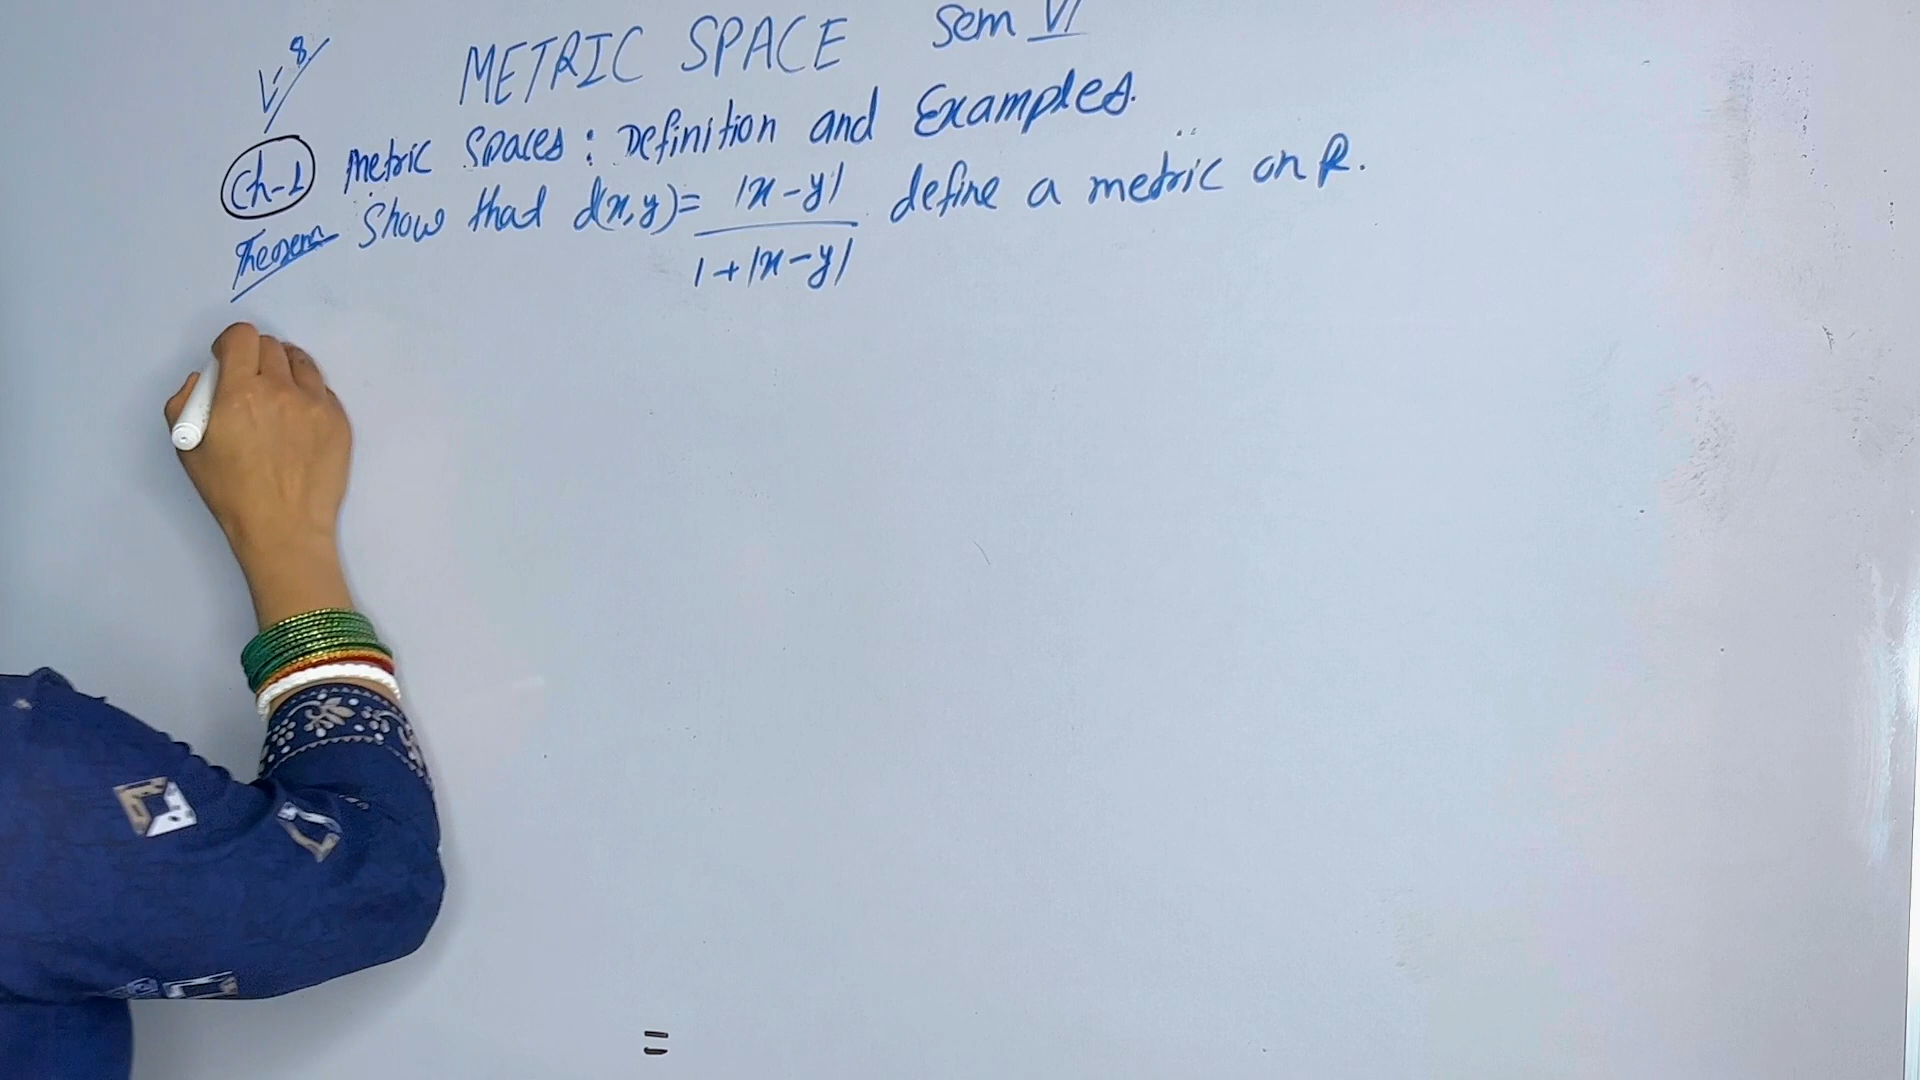 V-8
METRIC SPACE Sem VI
Ch-1 Metric Spaces: Definition and Examples.
Theorem Show that d(x,y)= |x-y| / 1+|x-y| define a metric on R.
=